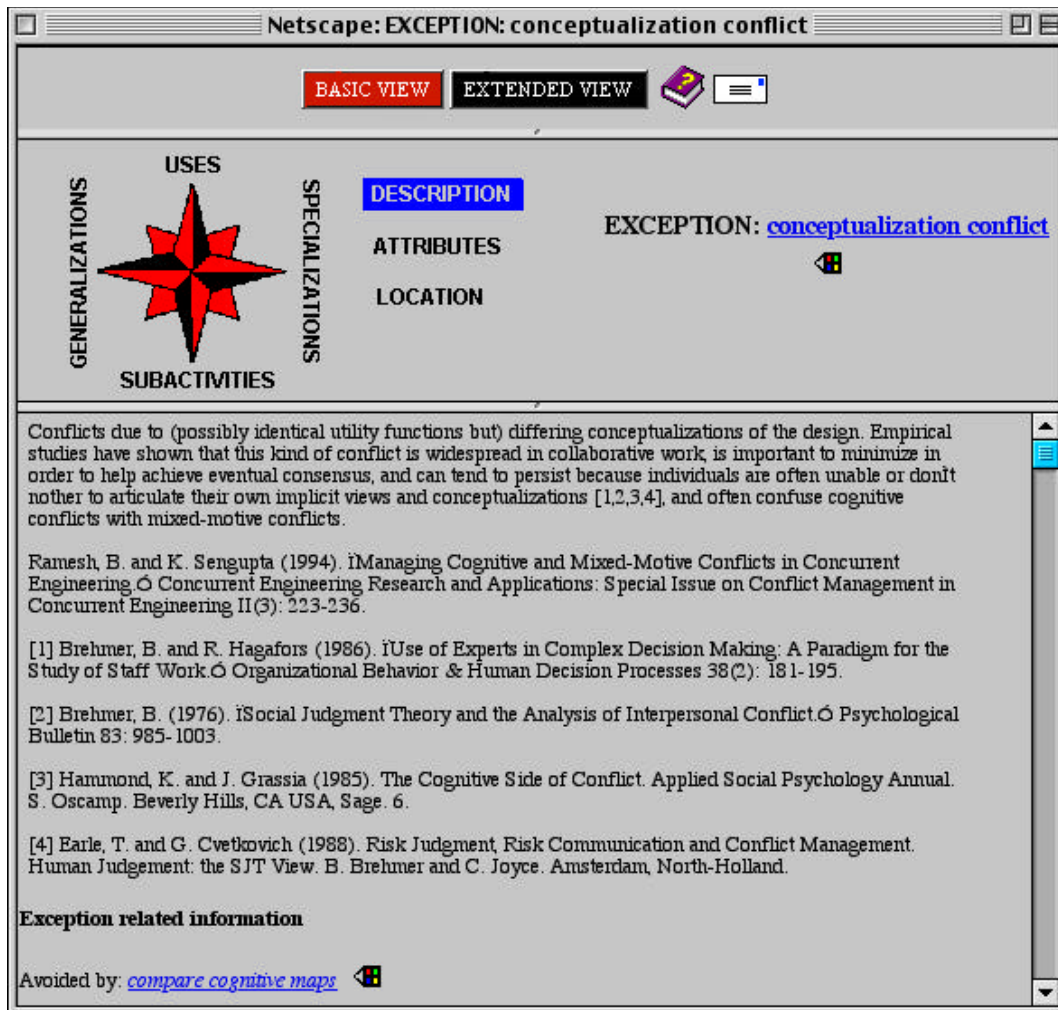 Netscape: EXCEPTION: conceptualization conflict
BASIC VIEW
EXTENDED VIEW
?
USES
GENERALIZATIONS
SPECIALIZATIONS
SUBACTIVITIES
DESCRIPTION
ATTRIBUTES
LOCATION
EXCEPTION: conceptualization conflict
Conflicts due to (possibly identical utility functions but) differing conceptualizations of the design. Empirical
studies have shown that this kind of conflict is widespread in collaborative work, is important to minimize in
order to help achieve eventual consensus, and can tend to persist because individuals are often unable or donÌt
nother to articulate their own implicit views and conceptualizations [1,2,3,4], and often confuse cognitive
conflicts with mixed-motive conflicts.
Ramesh, B. and K. Sengupta (1994). ÏManaging Cognitive and Mixed-Motive Conflicts in Concurrent
Engineering.Ó Concurrent Engineering Research and Applications: Special Issue on Conflict Management in
Concurrent Engineering II(3): 223-236.
[1] Brehmer, B. and R. Hagafors (1986). ÏUse of Experts in Complex Decision Making: A Paradigm for the
Study of Staff Work.Ó Organizational Behavior & Human Decision Processes 38(2): 181-195.
[2] Brehmer, B. (1976). ÏSocial Judgment Theory and the Analysis of Interpersonal Conflict.Ó Psychological
Bulletin 83: 985-1003.
[3] Hammond, K. and J. Grassia (1985). The Cognitive Side of Conflict. Applied Social Psychology Annual.
S. Oscamp. Beverly Hills, CA USA, Sage. 6.
[4] Earle, T. and G. Cvetkovich (1988). Risk Judgment, Risk Communication and Conflict Management.
Human Judgement: the SJT View. B. Brehmer and C. Joyce. Amsterdam, North-Holland.
Exception related information
Avoided by: compare cognitive maps